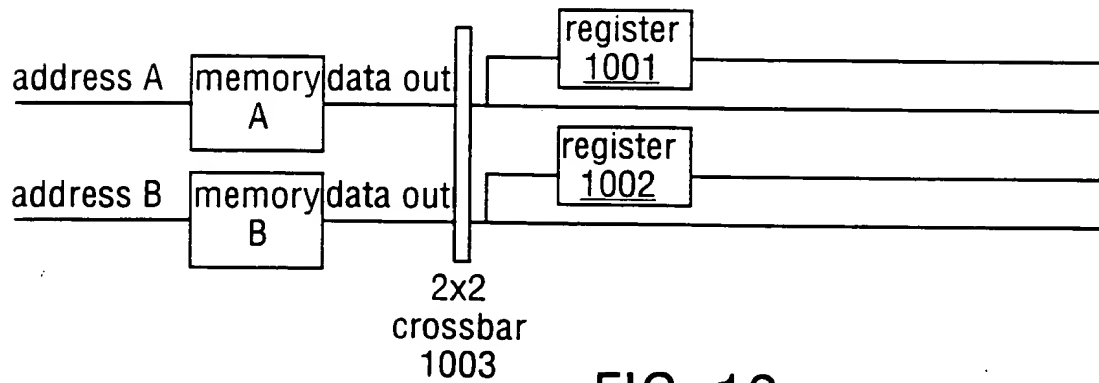 register
1001
address A
memory
A
data out
register
1002
address B
memory
B
data out
2x2
crossbar
1003